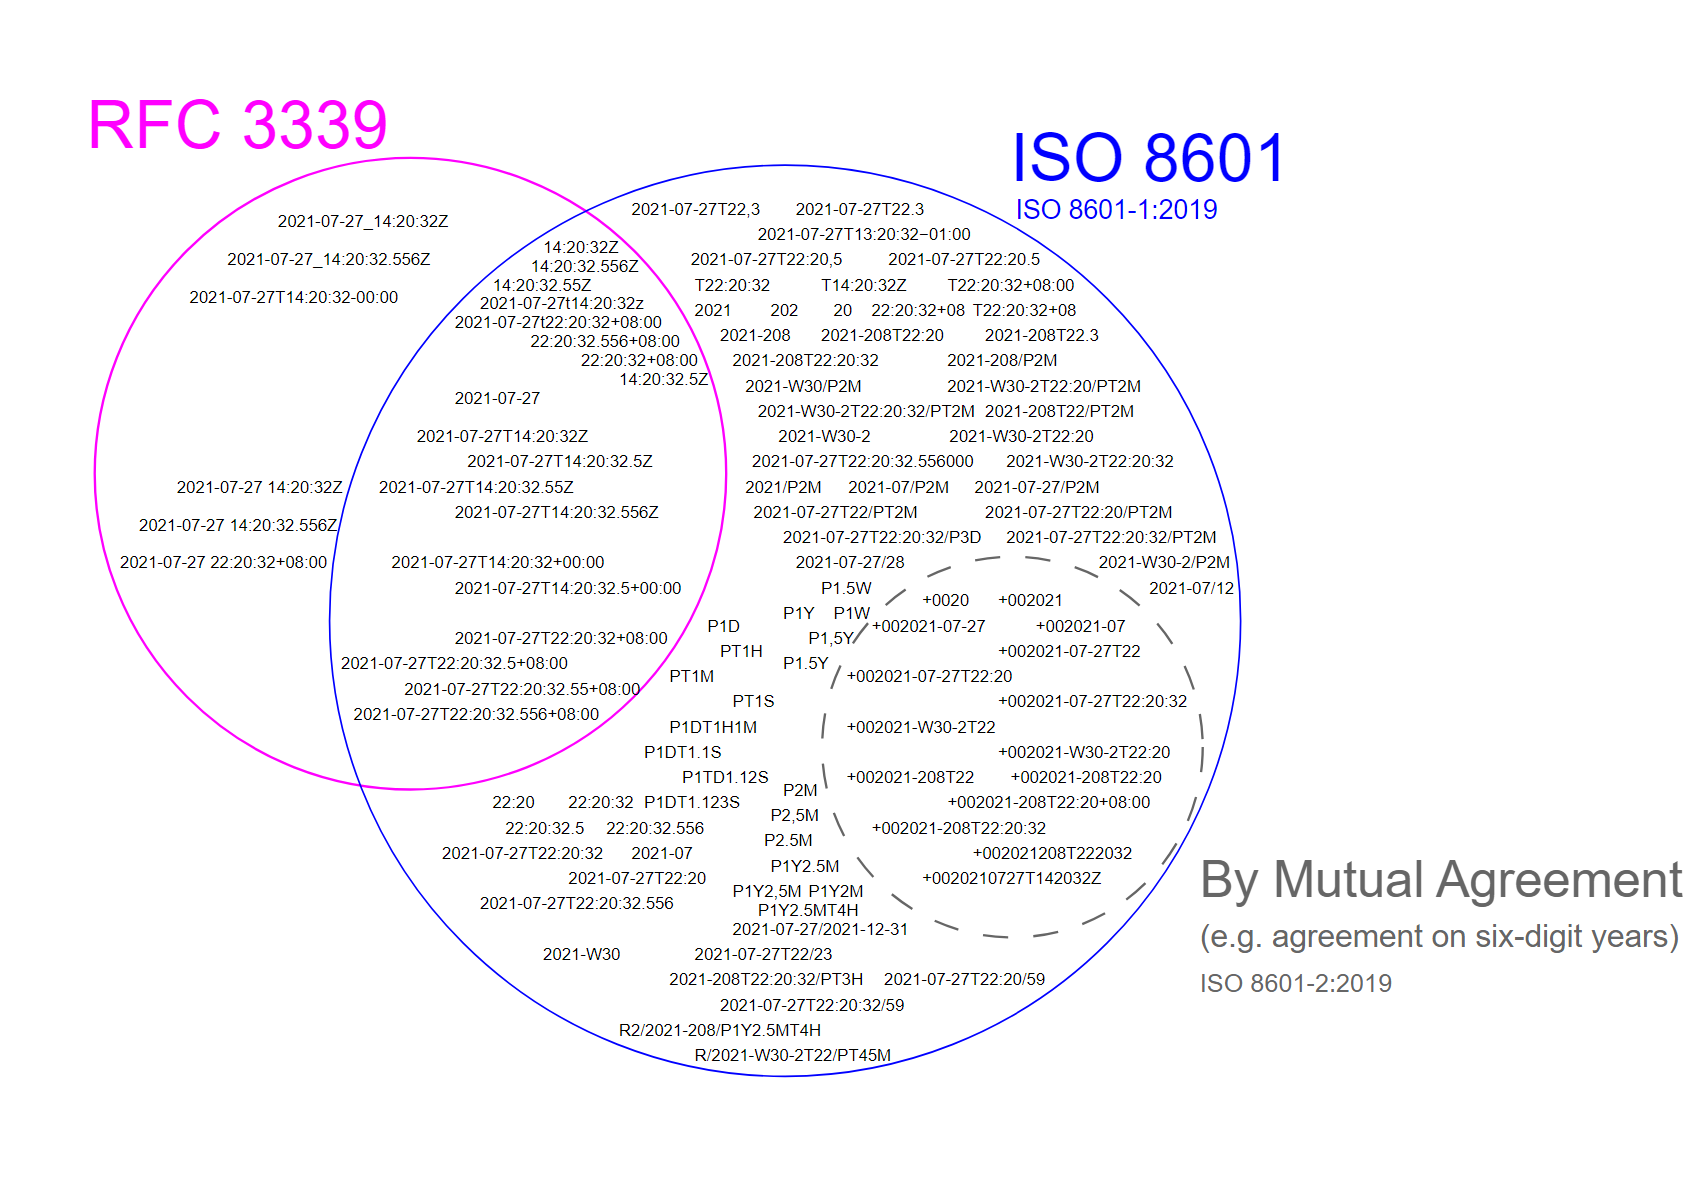 RFC 3339
ISO 8601
ISO 8601-1:2019
2021-07-27_14:20:32Z
2021-07-27_14:20:32.556Z
2021-07-27T14:20:32-00:00
2021-07-27 14:20:32Z
2021-07-27 14:20:32.556Z
2021-07-27 22:20:32+08:00
14:20:32Z
14:20:32.556Z
14:20:32.55Z
2021-07-27t14:20:32z
2021-07-27t22:20:32+08:00
22:20:32.556+08:00
22:20:32+08:00
14:20:32.5Z
2021-07-27
2021-07-27T14:20:32Z
2021-07-27T14:20:32.5Z
2021-07-27T14:20:32.55Z
2021-07-27T14:20:32.556Z
2021-07-27T14:20:32+00:00
2021-07-27T14:20:32.5+00:00
2021-07-27T22:20:32+08:00
2021-07-27T22:20:32.5+08:00
2021-07-27T22:20:32.55+08:00
2021-07-27T22:20:32.556+08:00
2021-07-27T22,3 2021-07-27T22.3
2021-07-27T13:20:32−01:00
2021-07-27T22:20,5 2021-07-27T22:20.5
T22:20:32 T14:20:32Z T22:20:32+08:00
2021 202 20 22:20:32+08 T22:20:32+08
2021-208 2021-208T22:20 2021-208T22.3
2021-208T22:20:32 2021-208/P2M
2021-W30/P2M 2021-W30-2T22:20/PT2M
2021-W30-2T22:20:32/PT2M 2021-208T22/PT2M
2021-W30-2 2021-W30-2T22:20
2021-07-27T22:20:32.556000 2021-W30-2T22:20:32
2021/P2M 2021-07/P2M 2021-07-27/P2M
2021-07-27T22/PT2M 2021-07-27T22:20/PT2M
2021-07-27T22:20:32/P3D 2021-07-27T22:20:32/PT2M
2021-07-27/28 2021-W30-2/P2M
P1.5W 2021-07/12
P1Y P1W
P1D P1,5Y
PT1H P1.5Y
PT1M
PT1S
P1DT1H1M
P1DT1.1S
P1TD1.12S
P2M
22:20 22:20:32 P1DT1.123S
P2,5M
22:20:32.5 22:20:32.556
P2.5M
2021-07-27T22:20:32 2021-07
P1Y2.5M
2021-07-27T22:20
P1Y2,5M P1Y2M
2021-07-27T22:20:32.556
P1Y2.5MT4H
2021-07-27/2021-12-31
2021-W30 2021-07-27T22/23
2021-208T22:20:32/PT3H 2021-07-27T22:20/59
2021-07-27T22:20:32/59
R2/2021-208/P1Y2.5MT4H
R/2021-W30-2T22/PT45M
+0020 +002021
+002021-07-27 +002021-07
+002021-07-27T22
+002021-07-27T22:20
+002021-07-27T22:20:32
+002021-W30-2T22
+002021-W30-2T22:20
+002021-208T22 +002021-208T22:20
+002021-208T22:20+08:00
+002021-208T22:20:32
+002021208T222032
+0020210727T142032Z
By Mutual Agreement
(e.g. agreement on six-digit years)
ISO 8601-2:2019